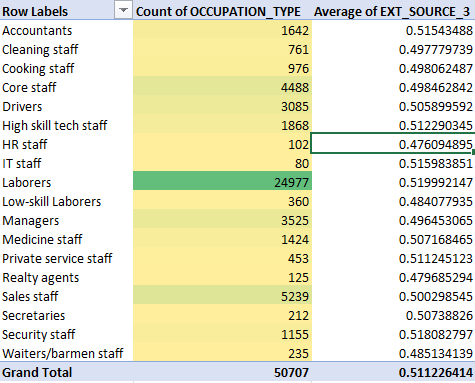 Row Labels Count of OCCUPATION_TYPE Average of EXT_SOURCE_3
Accountants 1642 0.51543488
Cleaning staff 761 0.497779739
Cooking staff 976 0.498062487
Core staff 4488 0.498462842
Drivers 3085 0.505899592
High skill tech staff 1868 0.512290345
HR staff 102 0.476094895
IT staff 80 0.515983851
Laborers 24977 0.519992147
Low-skill Laborers 360 0.484077935
Managers 3525 0.496453065
Medicine staff 1424 0.507168465
Private service staff 453 0.511245123
Realty agents 125 0.479685294
Sales staff 5239 0.500298545
Secretaries 212 0.50738826
Security staff 1155 0.518082797
Waiters/barmen staff 235 0.485134139
Grand Total 50707 0.511226414